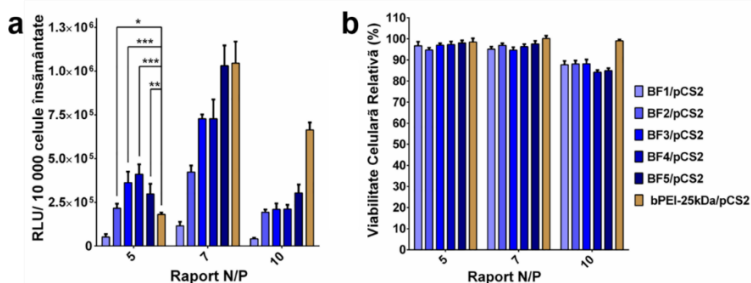 a
RLU/ 10 000 celule însământate
1.3×10⁶
1.0×10⁶
7.5×10⁵
5.0×10⁵
2.5×10⁵
0
*
***
***
**
5
7
10
Raport N/P
b
Viabilitate Celulară Relativă (%)
110
100
90
80
70
60
50
40
30
20
10
0
5
7
10
Raport N/P
BF1/pCS2
BF2/pCS2
BF3/pCS2
BF4/pCS2
BF5/pCS2
bPEI-25kDa/pCS2